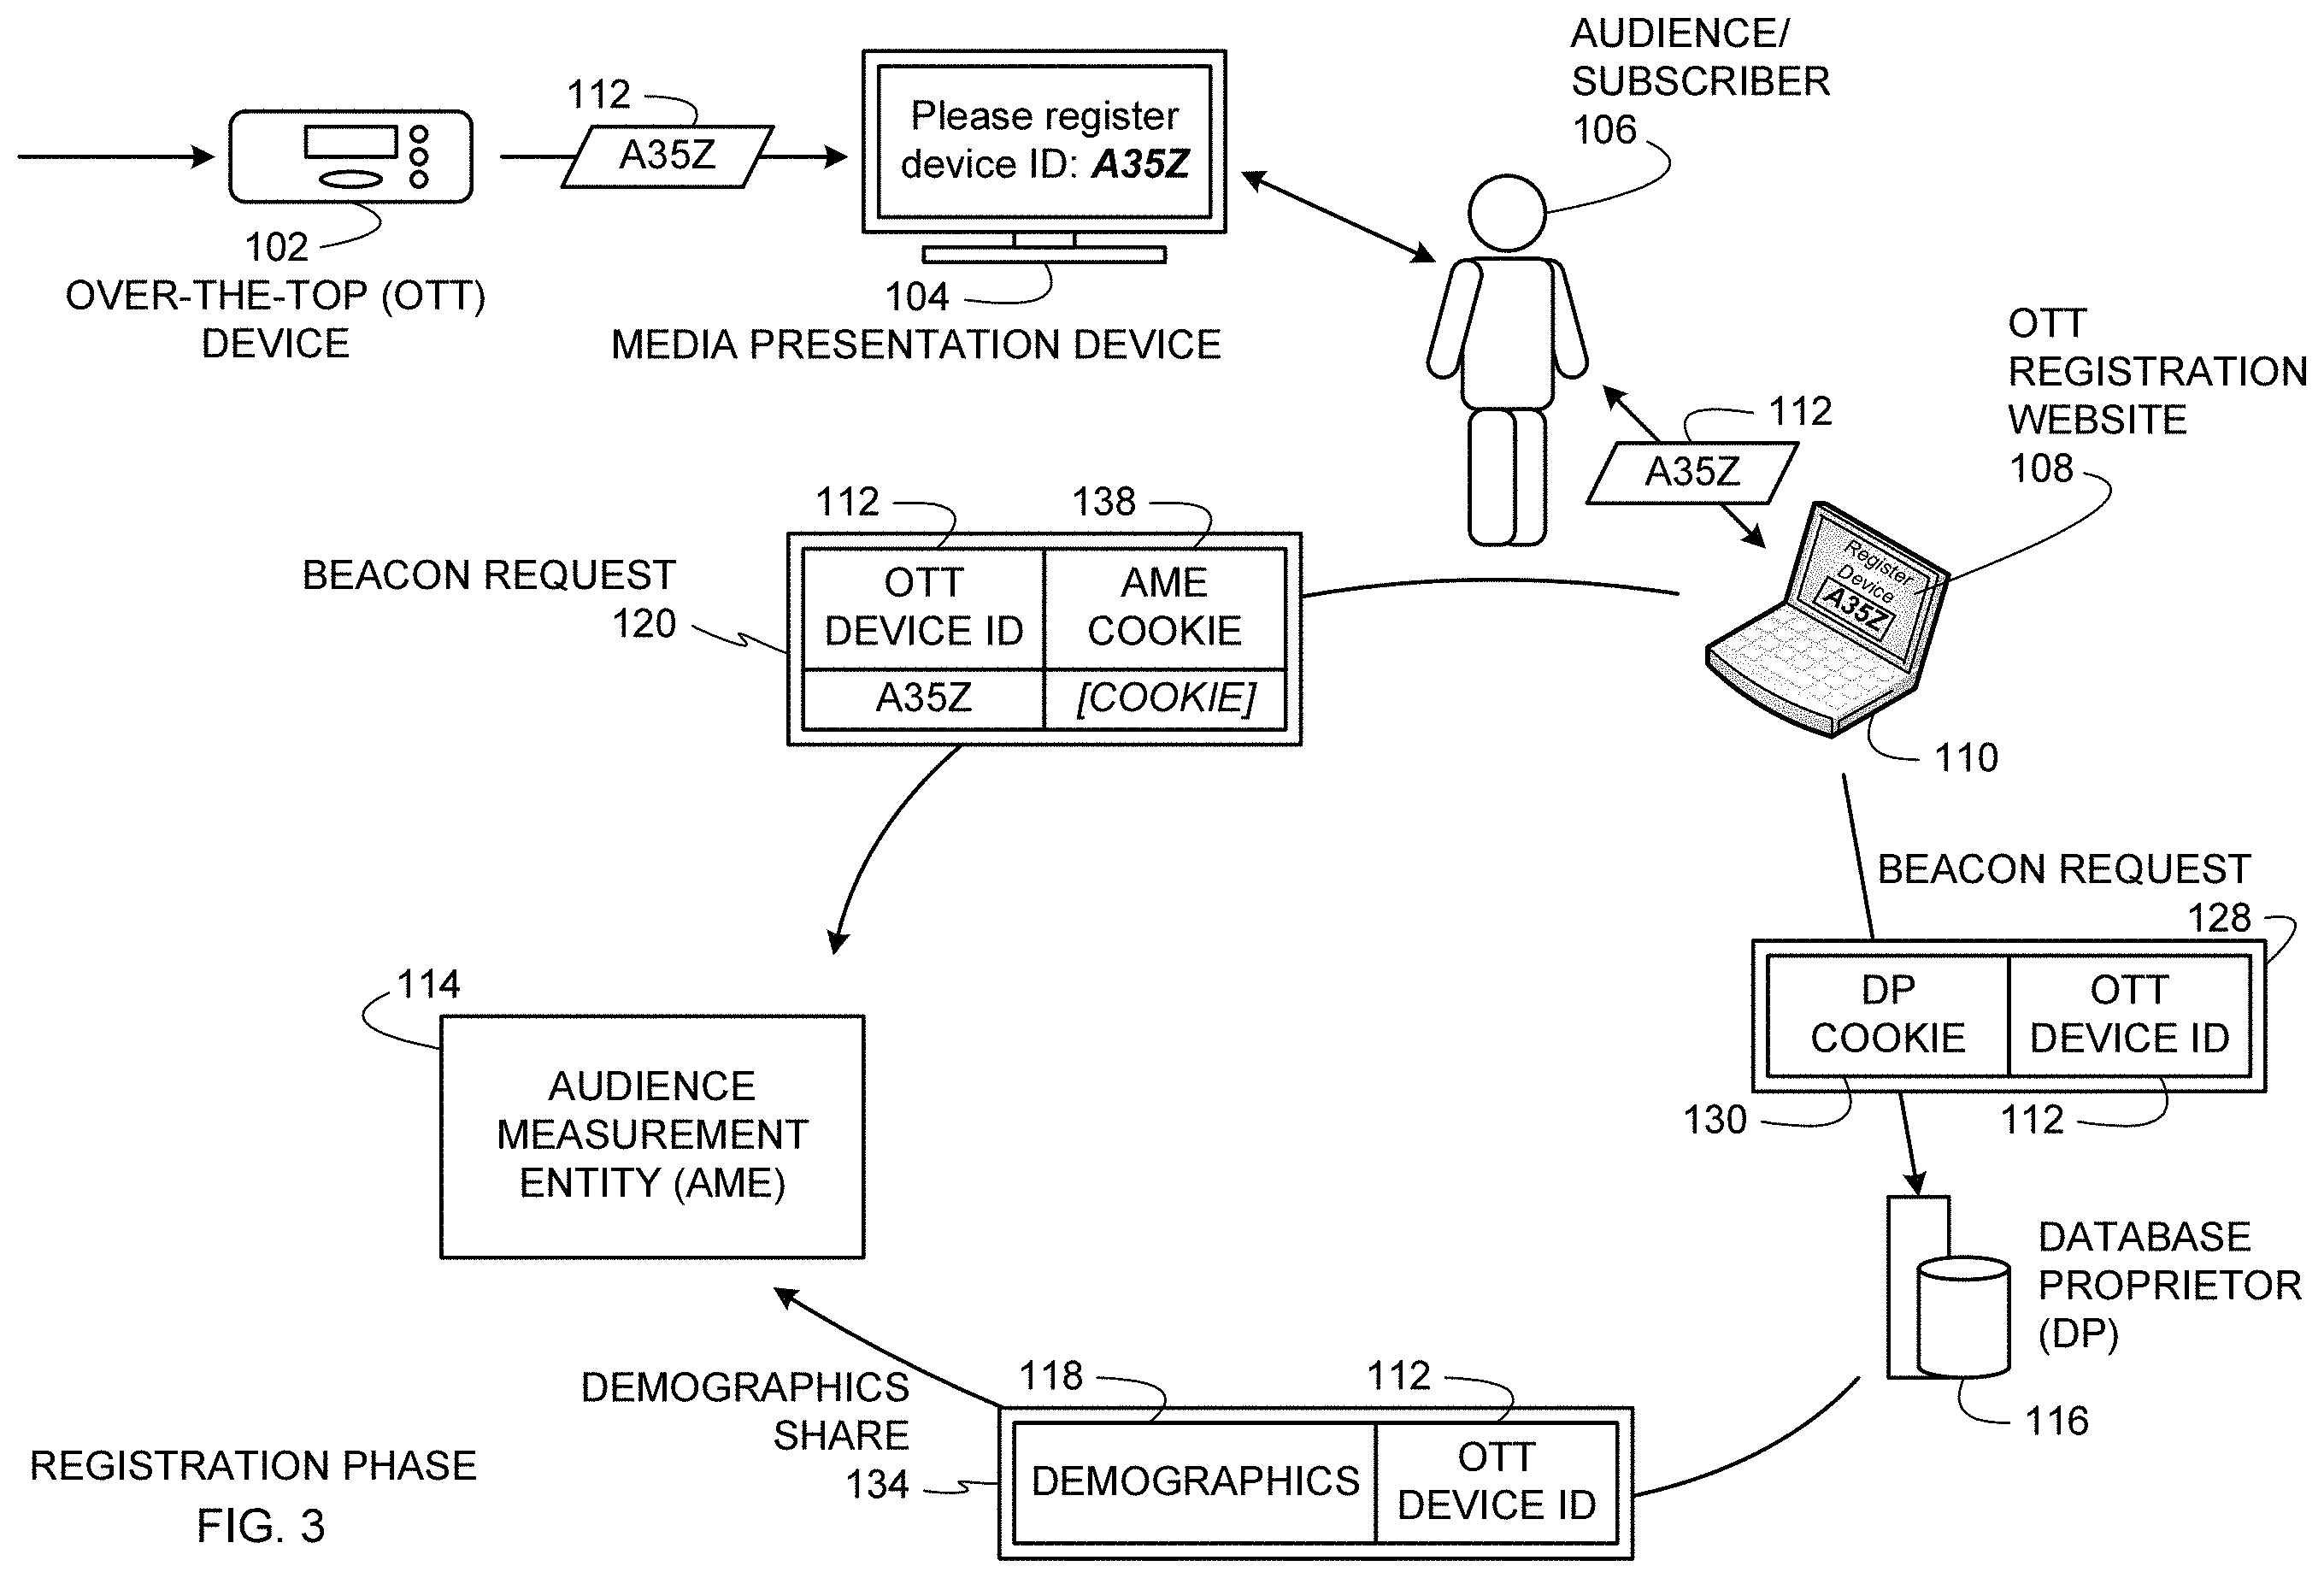 112
A35Z
102
OVER-THE-TOP (OTT)
DEVICE
Please register
device ID: A35Z
104
MEDIA PRESENTATION DEVICE
AUDIENCE/
SUBSCRIBER
106
OTT
REGISTRATION
WEBSITE
108
112
A35Z
Register
Device
A35Z
110
BEACON REQUEST
120
112
138
OTT
DEVICE ID
AME
COOKIE
A35Z
[COOKIE]
BEACON REQUEST
128
DP
COOKIE
OTT
DEVICE ID
130
112
114
AUDIENCE
MEASUREMENT
ENTITY (AME)
DATABASE
PROPRIETOR
(DP)
116
DEMOGRAPHICS
SHARE
134
118
112
DEMOGRAPHICS
OTT
DEVICE ID
REGISTRATION PHASE
FIG. 3